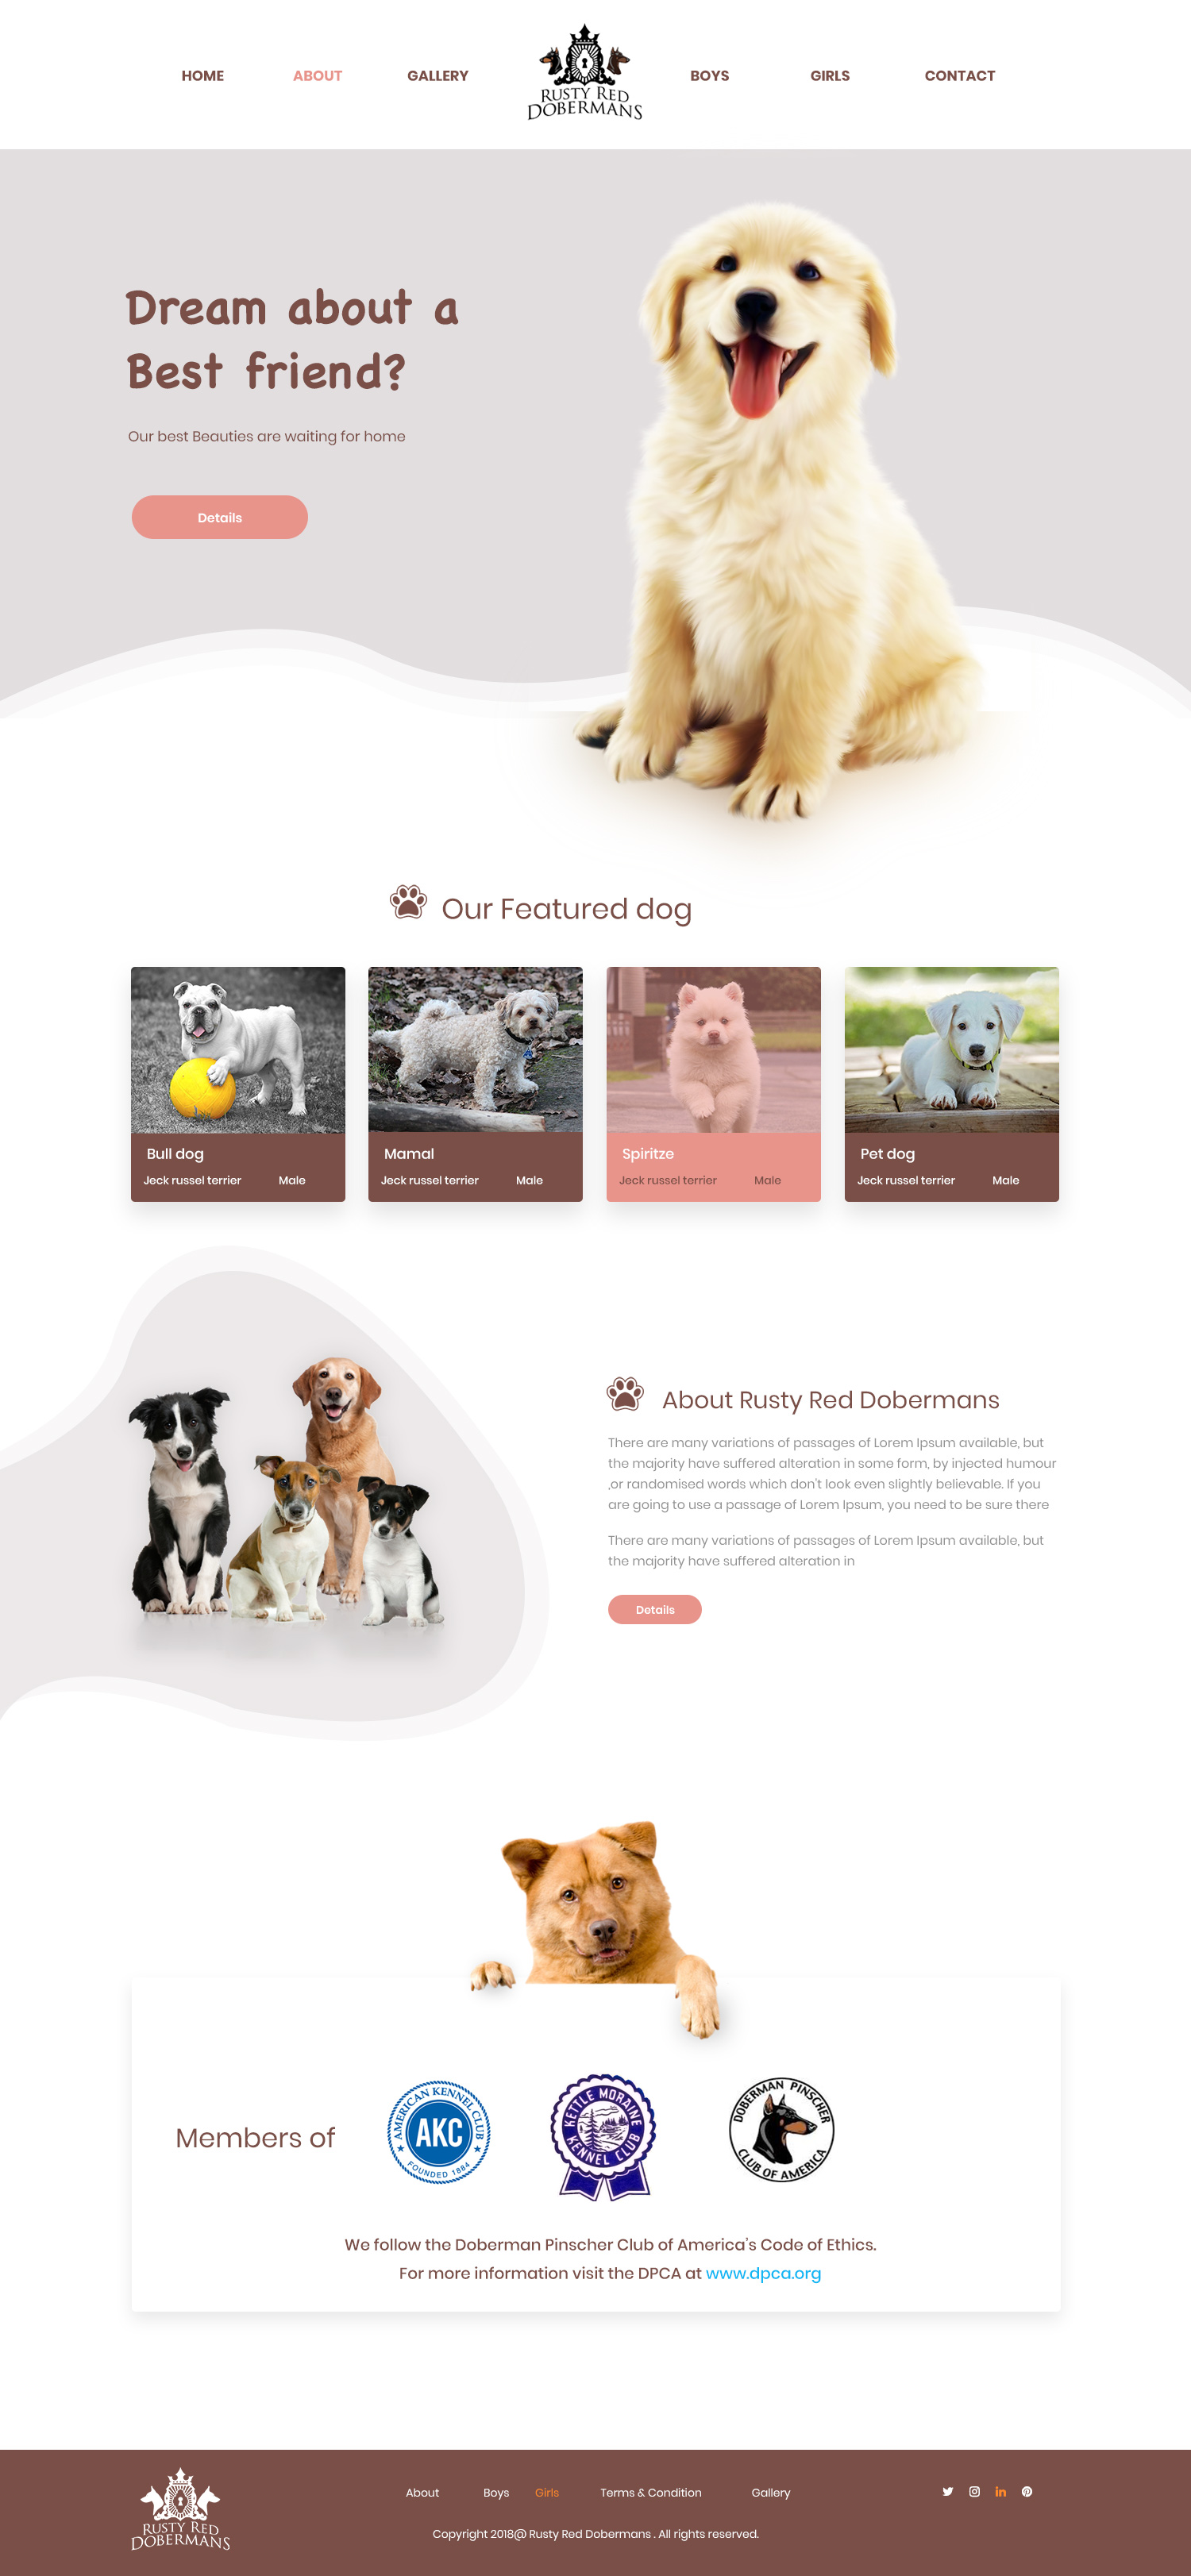 HOME
ABOUT
GALLERY
RUSTY RED
DOBERMANS
BOYS
GIRLS
CONTACT
Dream about a
Best friend?
Our best Beauties are waiting for home
Details
Our Featured dog
Bull dog
Jeck russel terrier Male
Mamal
Jeck russel terrier Male
Spiritze
Jeck russel terrier Male
Pet dog
Jeck russel terrier Male
About Rusty Red Dobermans
There are many variations of passages of Lorem Ipsum available, but
the majority have suffered alteration in some form, by injected humour
,or randomised words which don't look even slightly believable. If you
are going to use a passage of Lorem Ipsum, you need to be sure there
There are many variations of passages of Lorem Ipsum available, but
the majority have suffered alteration in
Details
Members of
AMERICAN KENNEL CLUB
AKC
FOUNDED 1884
KETTLE MORAINE
KENNEL CLUB
DOBERMAN PINSCHER
CLUB OF AMERICA
We follow the Doberman Pinscher Club of America's Code of Ethics.
For more information visit the DPCA at www.dpca.org
RUSTY RED
DOBERMANS
About Boys Girls Terms & Condition Gallery
in
Copyright 2018@ Rusty Red Dobermans . All rights reserved.